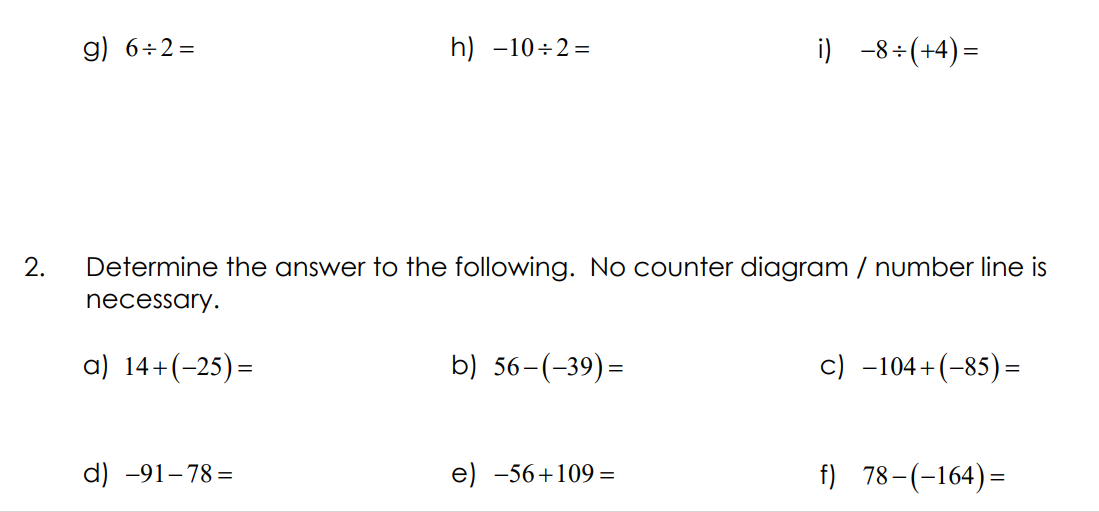 g) 6÷2= h) −10÷2= i) −8÷(+4)=
2. Determine the answer to the following. No counter diagram / number line is
necessary.
a) 14+(−25)= b) 56−(−39)= c) −104+(−85)=
d) −91−78= e) −56+109= f) 78−(−164)=